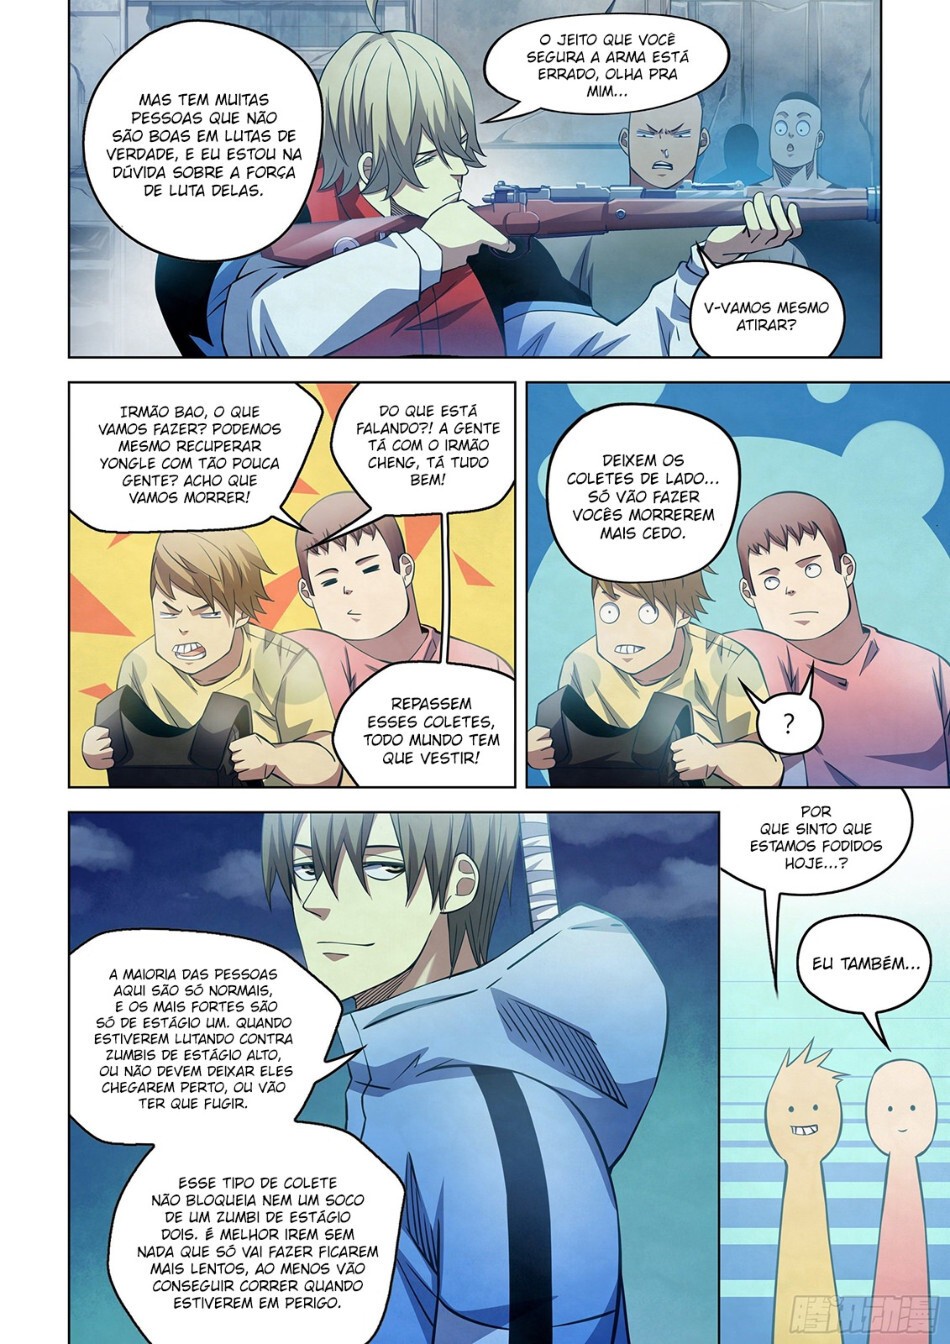 MAS TEM MUITAS
PESSOAS QUE NÃO
SÃO BOAS EM LUTAS DE
VERDADE, E EU ESTOU NA
DÚVIDA SOBRE A FORÇA
DE LUTA DELAS.
O JEITO QUE VOCÊ
SEGURA A ARMA ESTÁ
ERRADO, OLHA PRA
MIM...
V-VAMOS MESMO
ATIRAR?
IRMÃO BAO, O QUE
VAMOS FAZER? PODEMOS
MESMO RECUPERAR
YONGLE COM TÃO POUCA
GENTE? ACHO QUE
VAMOS MORRER!
DO QUE ESTÁ
FALANDO?! A GENTE
TÁ COM O IRMÃO
CHENG, TÁ TUDO
BEM!
REPASSEM
ESSES COLETES,
TODO MUNDO TEM
QUE VESTIR!
DEIXEM OS
COLETES DE LADO...
SÓ VÃO FAZER
VOCÊS MORREREM
MAIS CEDO.
?
A MAIORIA DAS PESSOAS
AQUI SÃO SÓ NORMAIS,
E OS MAIS FORTES SÃO
SÓ DE ESTÁGIO UM. QUANDO
ESTIVEREM LUTANDO CONTRA
ZUMBIS DE ESTÁGIO ALTO,
OU NÃO DEVEM DEIXAR ELES
CHEGAREM PERTO, OU VÃO
TER QUE FUGIR.
ESSE TIPO DE COLETE
NÃO BLOQUEIA NEM UM SOCO
DE UM ZUMBI DE ESTÁGIO
DOIS. É MELHOR IREM SEM
NADA QUE SÓ VAI FAZER FICAREM
MAIS LENTOS, AO MENOS VÃO
CONSEGUIR CORRER QUANDO
ESTIVEREM EM PERIGO.
POR
QUE SINTO QUE
ESTAMOS FODIDOS
HOJE...?
EU TAMBÉM...
腾讯动漫